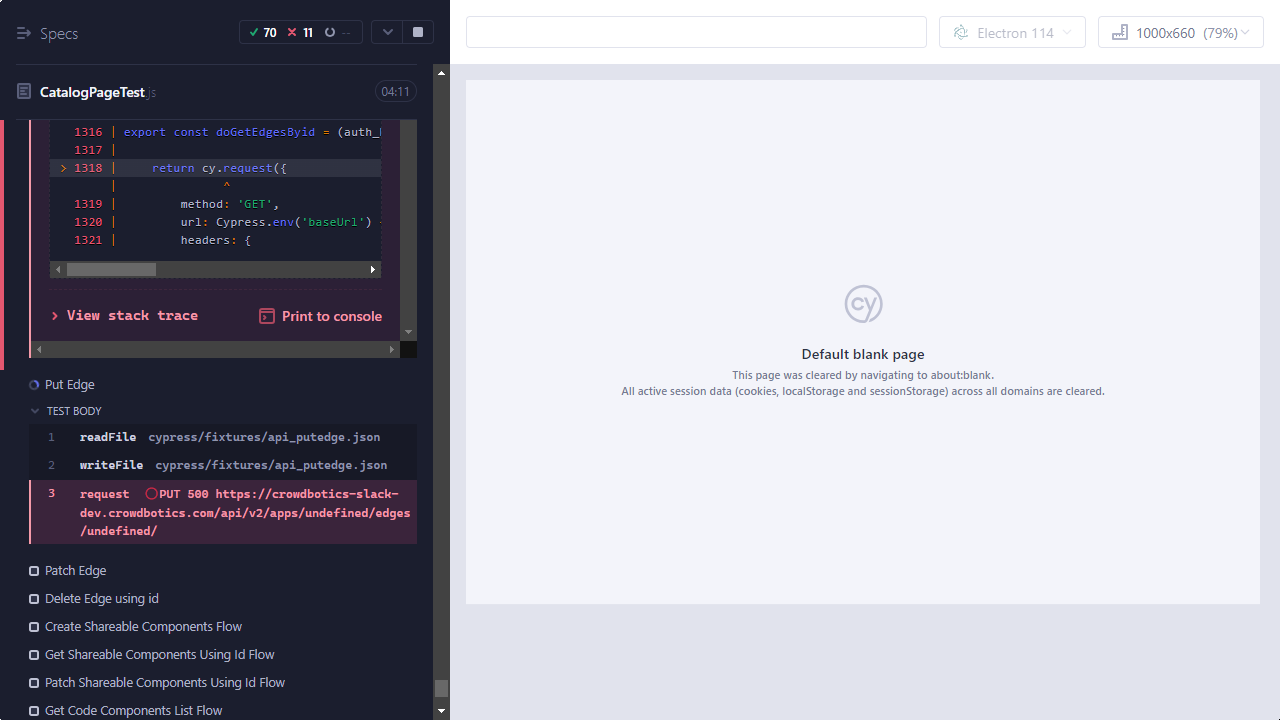 Specs
70 11 --
Electron 114
1000x660 (79%)
CatalogPageTest.js
04:11
1316 | export const doGetEdgesByid = (auth_
1317 |
> 1318 | return cy.request({
| ^
1319 | method: 'GET',
1320 | url: Cypress.env('baseUrl')
1321 | headers: {
View stack trace
Print to console
Put Edge
TEST BODY
1 readFile cypress/fixtures/api_putedge.json
2 writeFile cypress/fixtures/api_putedge.json
3 request PUT 500 https://crowdbotics-slack-
dev.crowdbotics.com/api/v2/apps/undefined/edges
/undefined/
Patch Edge
Delete Edge using id
Create Shareable Components Flow
Get Shareable Components Using Id Flow
Patch Shareable Components Using Id Flow
Get Code Components List Flow
cy
Default blank page
This page was cleared by navigating to about:blank.
All active session data (cookies, localStorage and sessionStorage) across all domains are cleared.